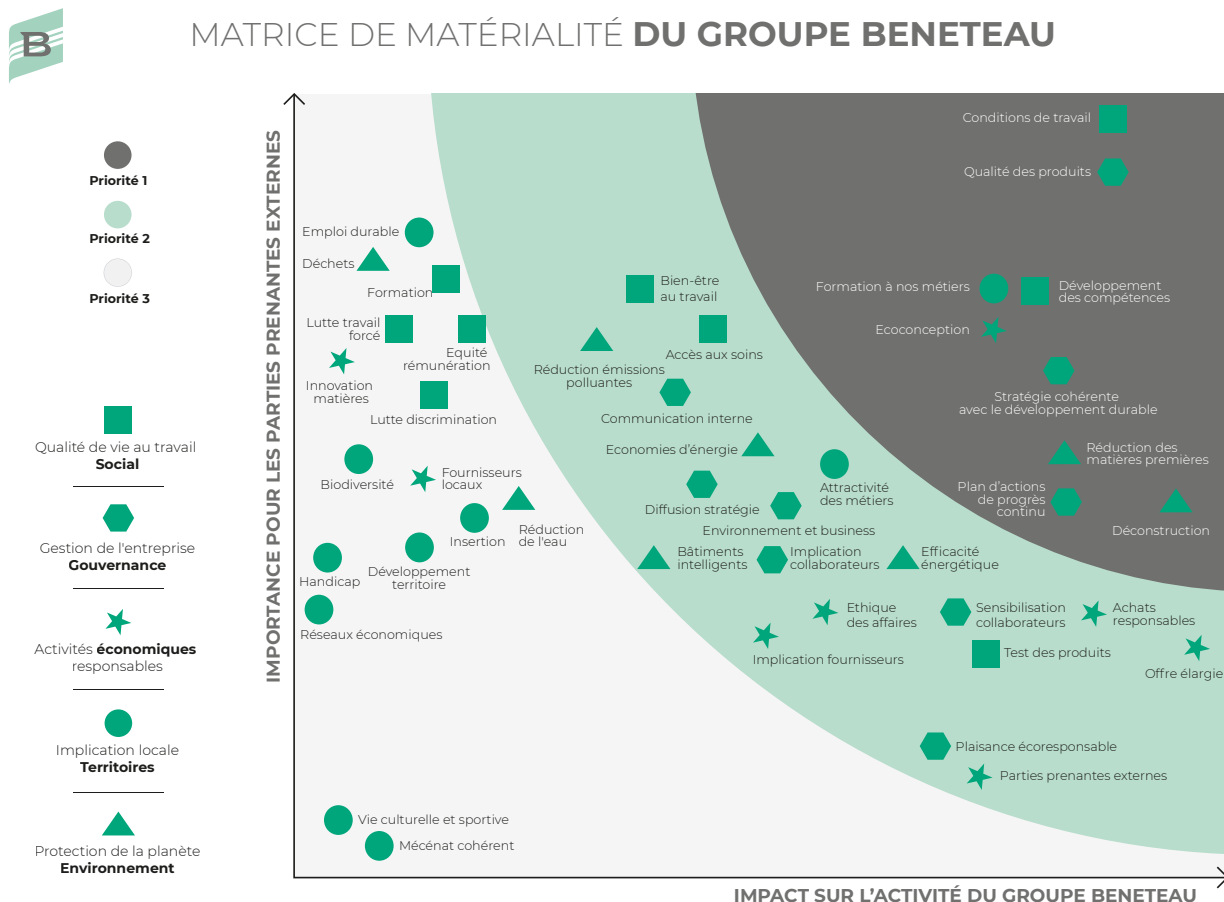 B
MATRICE DE MATÉRIALITÉ DU GROUPE BENETEAU
Priorité 1
Priorité 2
Priorité 3
Qualité de vie au travail
Social
Gestion de l'entreprise
Gouvernance
Activités économiques
responsables
Implication locale
Territoires
Protection de la planète
Environnement
IMPORTANCE POUR LES PARTIES PRENANTES EXTERNES
Conditions de travail
Qualité des produits
Emploi durable
Déchets
Formation
Lutte travail
forcé
Equité
rémunération
Innovation
matières
Lutte discrimination
Biodiversité
Fournisseurs
locaux
Réduction
de l'eau
Insertion
Développement
territoire
Handicap
Réseaux économiques
Vie culturelle et sportive
Mécénat cohérent
Bien-être
au travail
Accès aux soins
Réduction émissions
polluantes
Communication interne
Economies d'énergie
Attractivité
des métiers
Diffusion stratégie
Environnement et business
Bâtiments
intelligents
Implication
collaborateurs
Efficacité
énergétique
Ethique
des affaires
Implication fournisseurs
Sensibilisation
collaborateurs
Achats
responsables
Test des produits
Offre élargie
Plaisance écoresponsable
Parties prenantes externes
Formation à nos métiers
Développement
des compétences
Ecoconception
Stratégie cohérente
avec le développement durable
Réduction des
matières premières
Plan d'actions
de progrès
continu
Déconstruction
IMPACT SUR L'ACTIVITÉ DU GROUPE BENETEAU